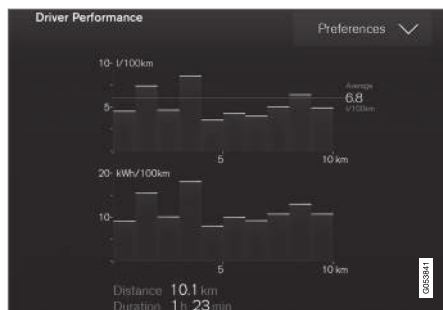 Driver Performance
Preferences
10- l/100km
Average
6.8
l/100km
5-
5 10 km
20- kWh/100km
10-
5 10 km
Distance 10.1 km
Duration 1 h 23 min
G053841